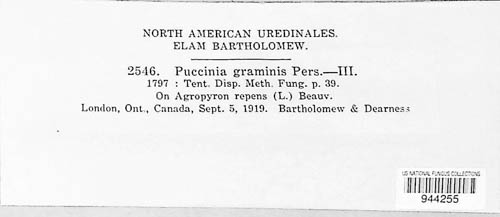 NORTH AMERICAN UREDINALES.
ELAM BARTHOLOMEW.
2546. Puccinia graminis Pers.—III.
1797 : Tent. Disp. Meth. Fung. p. 39.
On Agropyron repens (L.) Beauv.
London, Ont., Canada, Sept. 5, 1919. Bartholomew & Dearness
US NATIONAL FUNGUS COLLECTIONS
944255